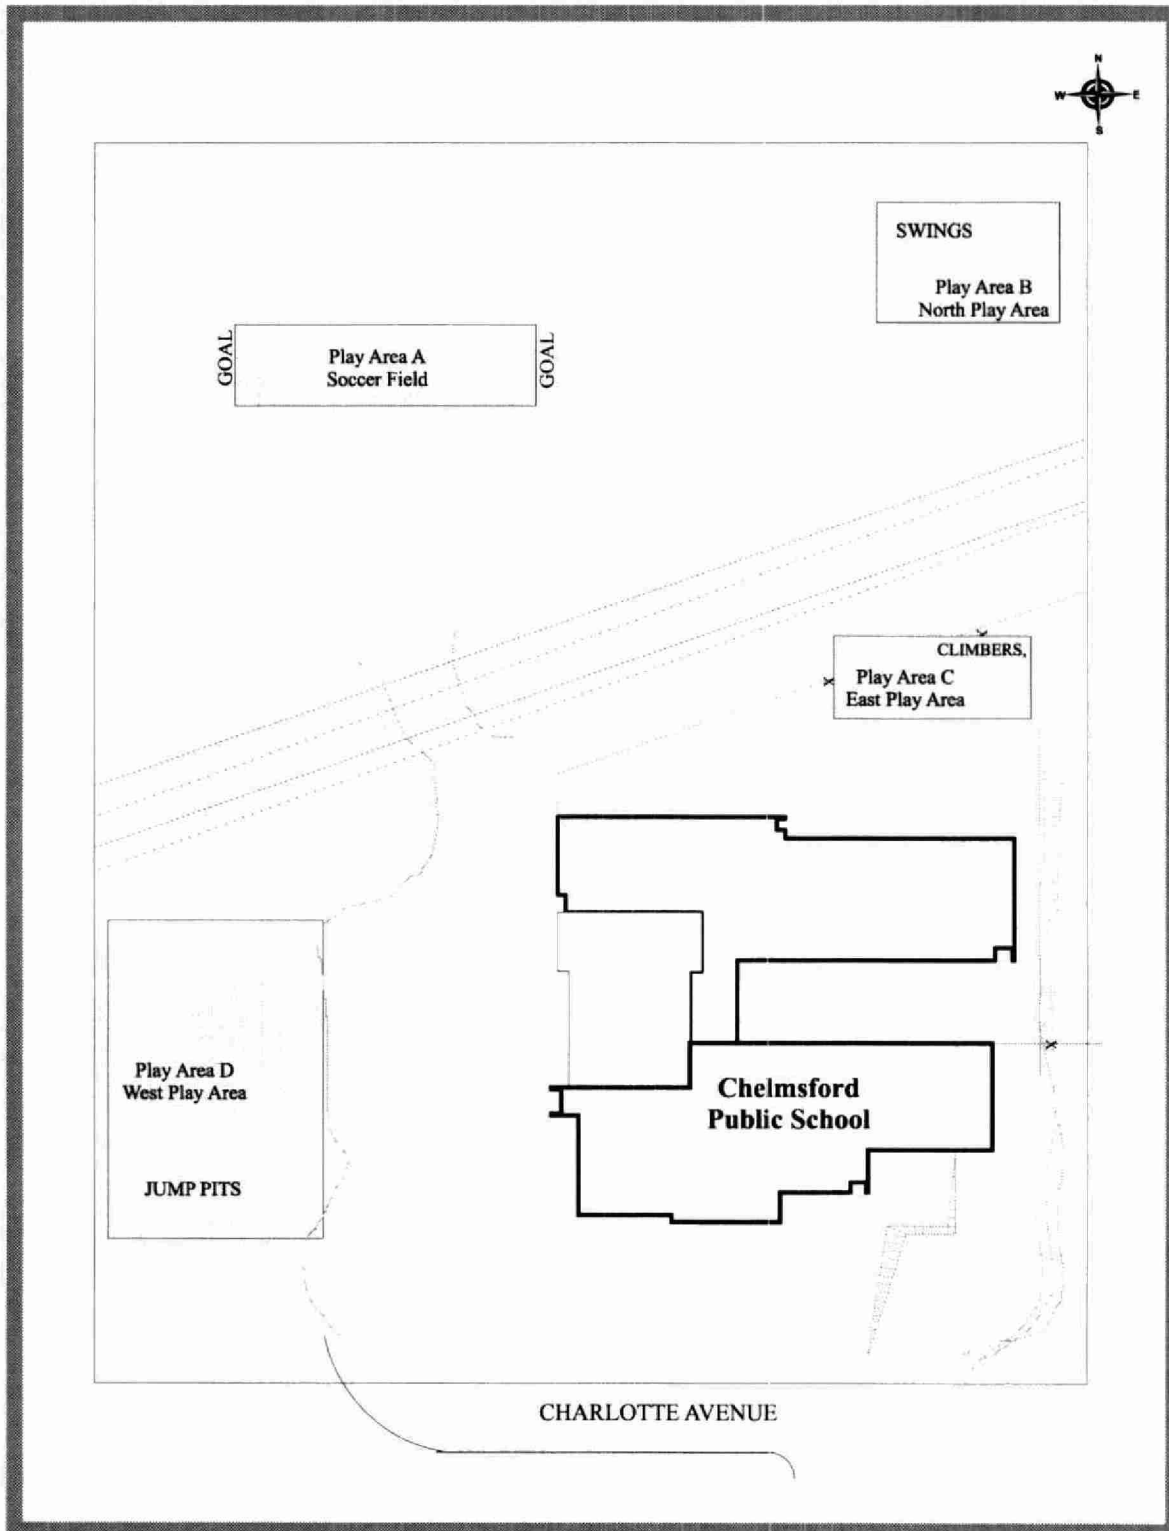 N
W E
S
SWINGS
Play Area B
North Play Area
GOAL
Play Area A
Soccer Field
GOAL
CLIMBERS,
Play Area C
East Play Area
Chelmsford
Public School
Play Area D
West Play Area
JUMP PITS
CHARLOTTE AVENUE